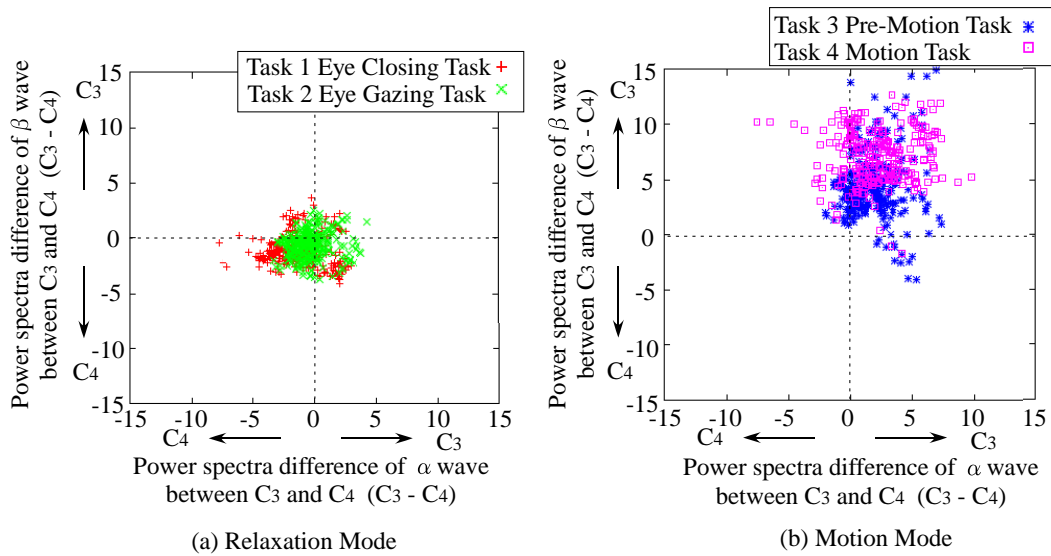 Task 1 Eye Closing Task
Task 2 Eye Gazing Task
15
10
5
0
-5
-10
-15
C3
C4
Power spectra difference of β wave
between C3 and C4 (C3 - C4)
-15
-10
-5
0
5
10
15
C4
C3
Power spectra difference of α wave
between C3 and C4 (C3 - C4)
(a) Relaxation Mode
Task 3 Pre-Motion Task
Task 4 Motion Task
15
10
5
0
-5
-10
-15
C3
C4
Power spectra difference of β wave
between C3 and C4 (C3 - C4)
-15
-10
-5
0
5
10
15
C4
C3
Power spectra difference of α wave
between C3 and C4 (C3 - C4)
(b) Motion Mode